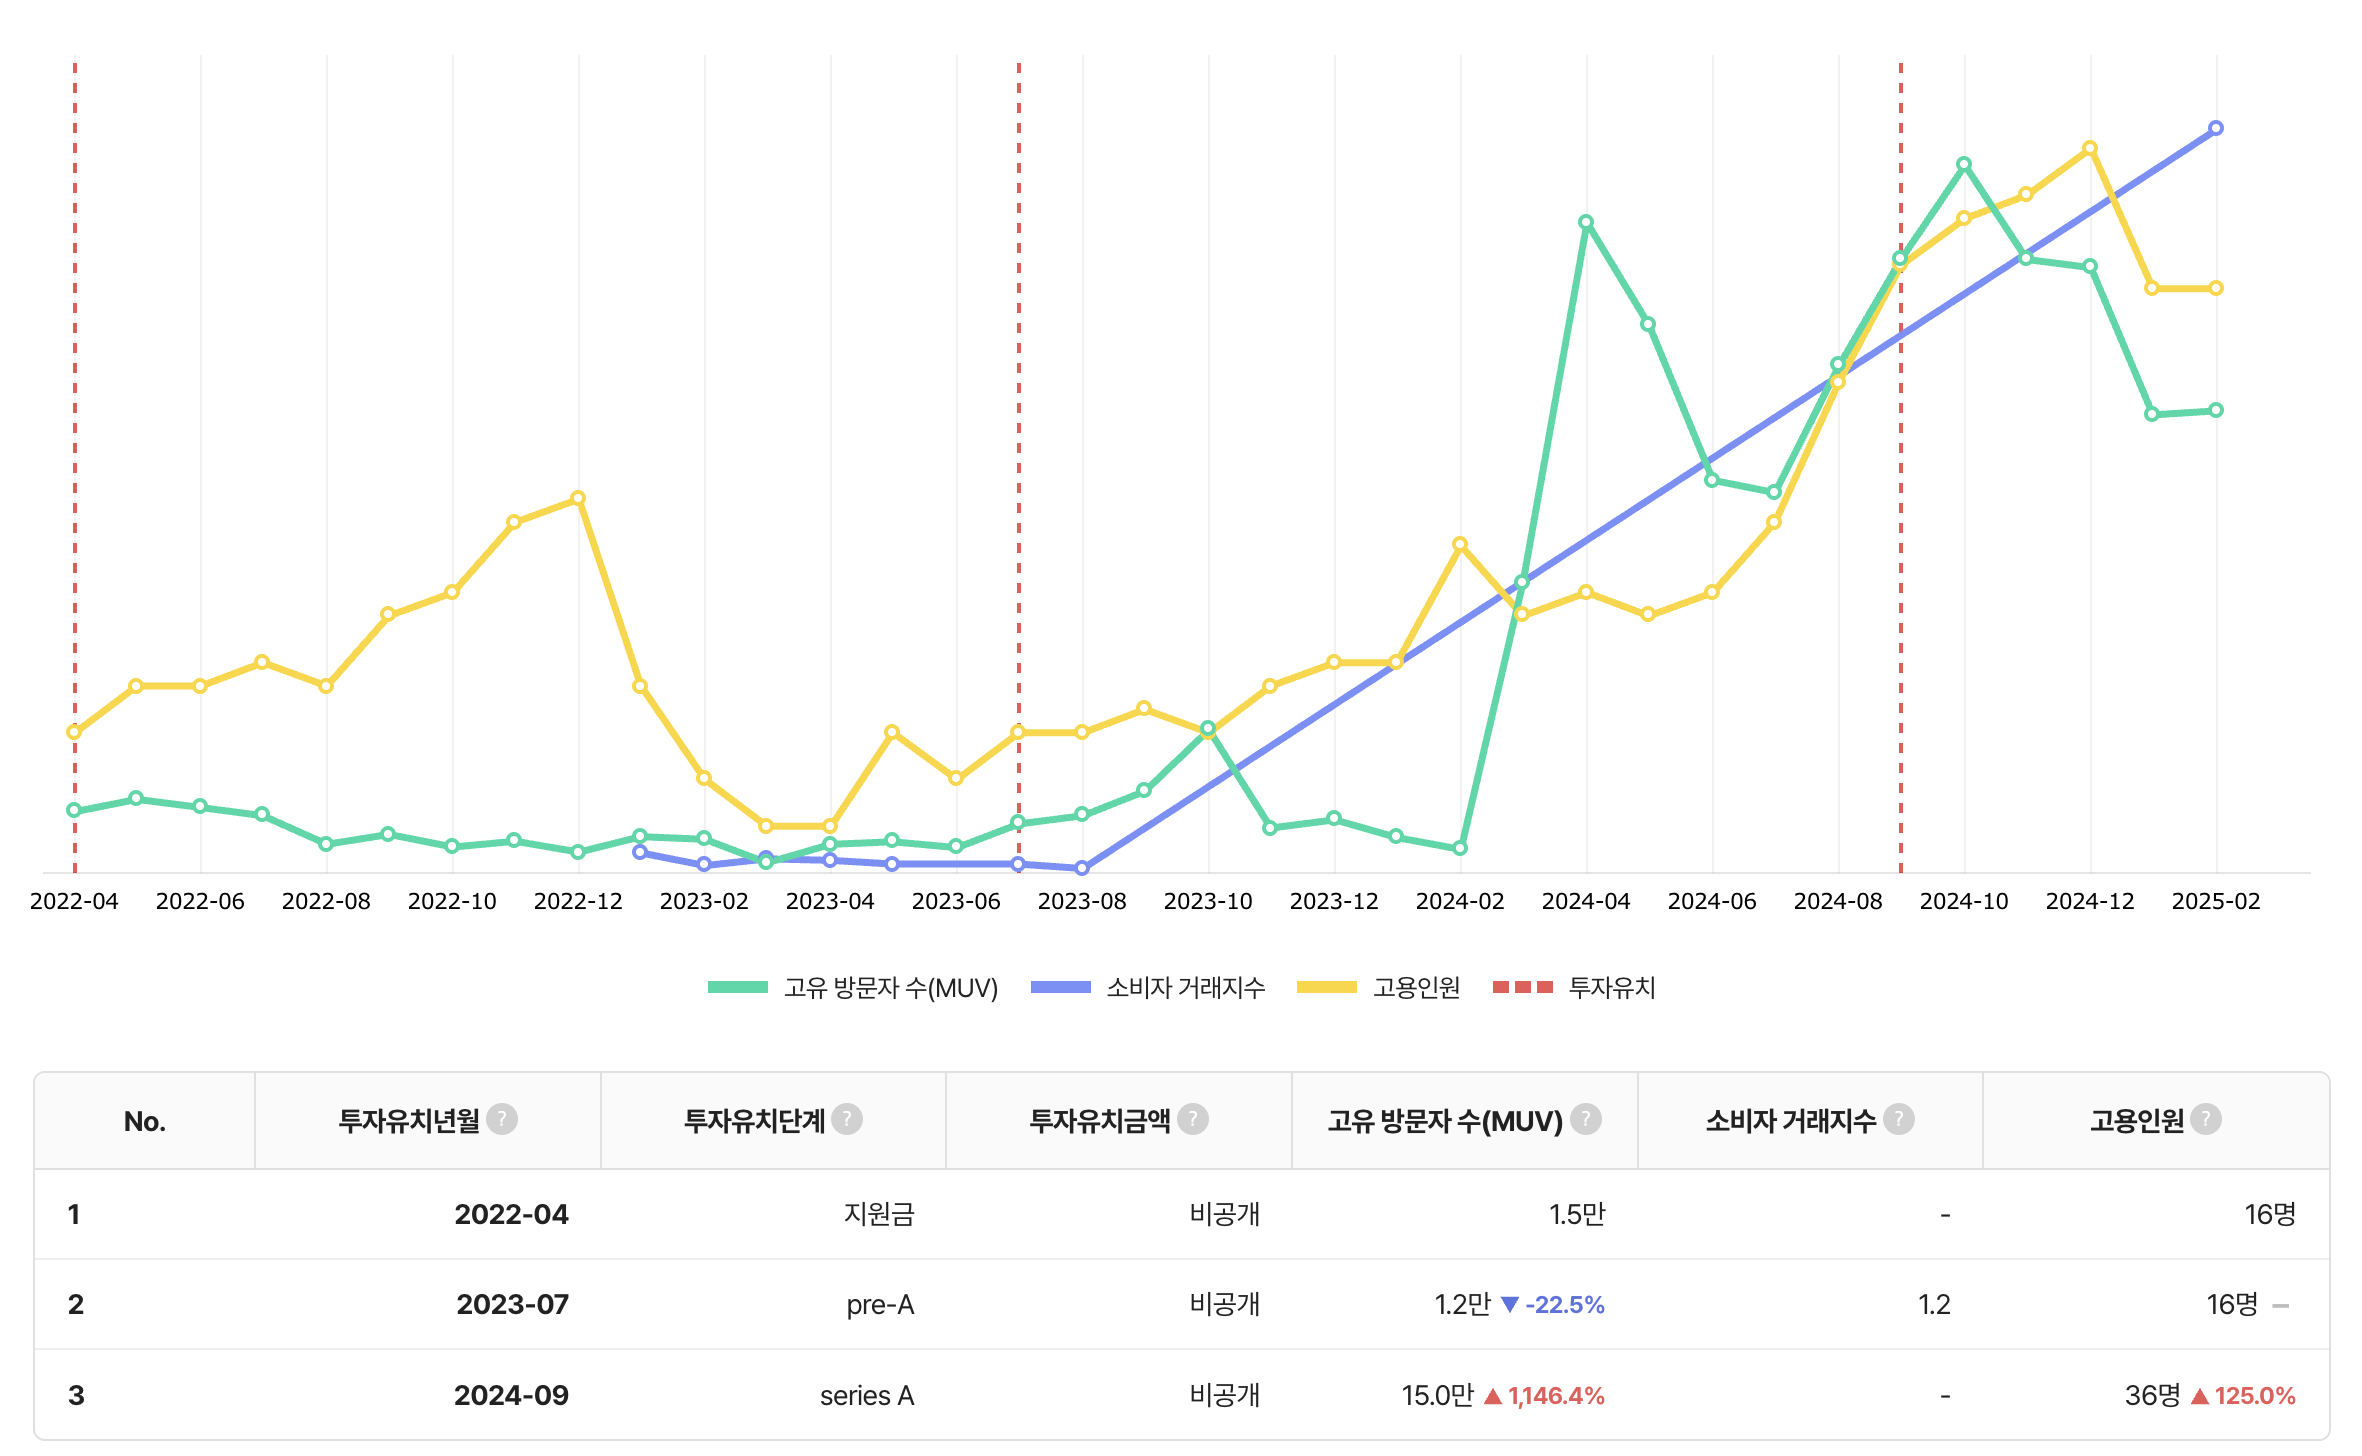 2022-04 2022-06 2022-08 2022-10 2022-12 2023-02 2023-04 2023-06 2023-08 2023-10 2023-12 2024-02 2024-04 2024-06 2024-08 2024-10 2024-12 2025-02
고유 방문자 수(MUV) 소비자 거래지수 고용인원 투자유치
No. 투자유치년월 ? 투자유치단계 ? 투자유치금액 ? 고유 방문자 수(MUV) ? 소비자 거래지수 ? 고용인원 ?
1 2022-04 지원금 비공개 1.5만 - 16명
2 2023-07 pre-A 비공개 1.2만 ▼ -22.5% 1.2 16명 –
3 2024-09 series A 비공개 15.0만 ▲ 1,146.4% - 36명 ▲ 125.0%